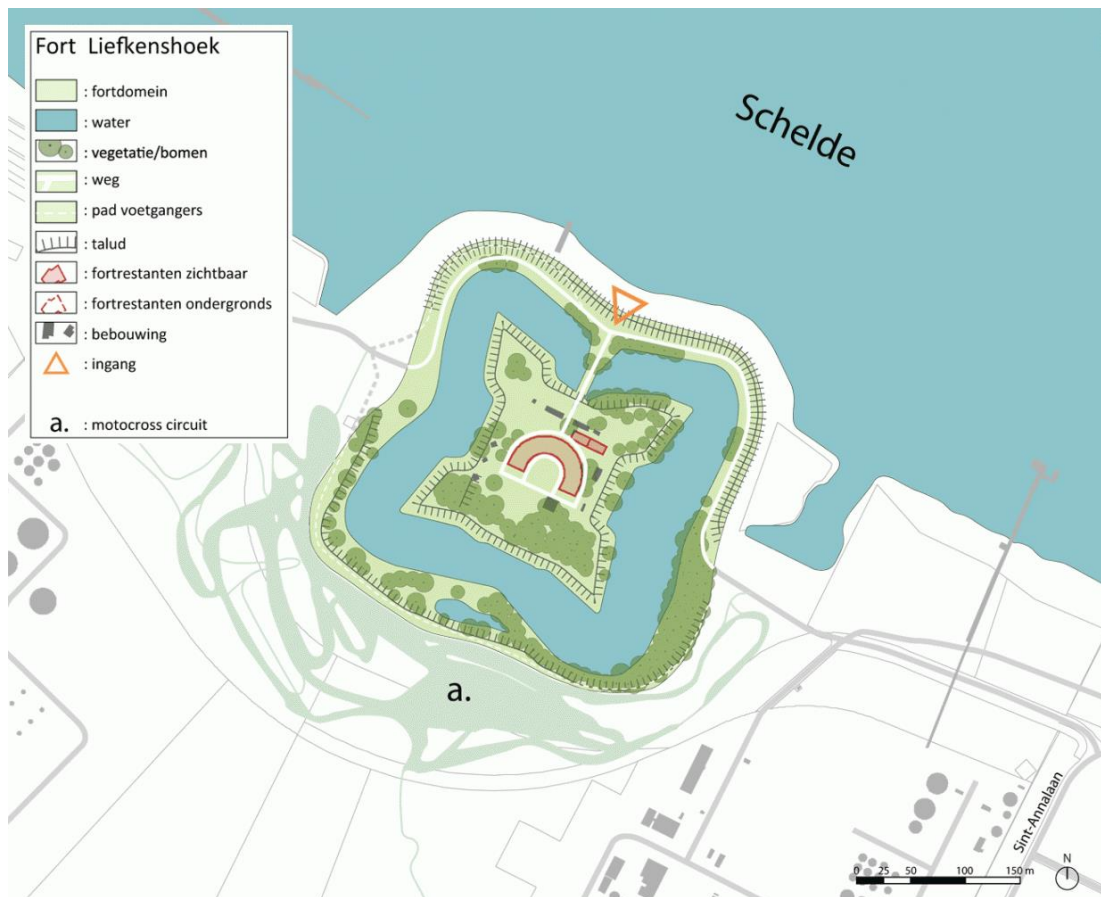 Fort Liefkenshoek
: fortdomein
: water
: vegetatie/bomen
: weg
: pad voetgangers
: talud
: fortrestanten zichtbaar
: fortrestanten ondergronds
: bebouwing
: ingang
a. : motocross circuit
Schelde
a.
Sint-Annalaan
0 25 50 100 150 m
N